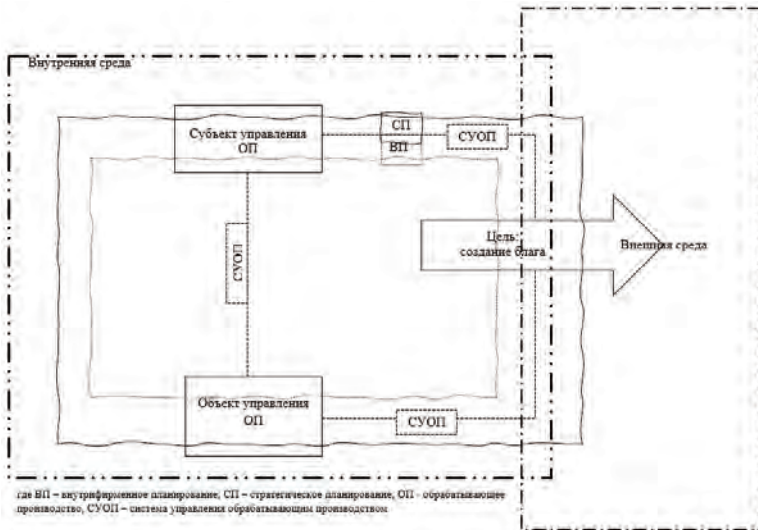 Внутренняя среда
Субъект управления
ОП
СП
ВП
СУОП
СУОП
Цель:
создание блага
Внешняя среда
Объект управления
ОП
СУОП
где ВП – внутрифирменное планирование, СП – стратегическое планирование, ОП - обрабатывающее
производство, СУОП – система управления обрабатывающим производством